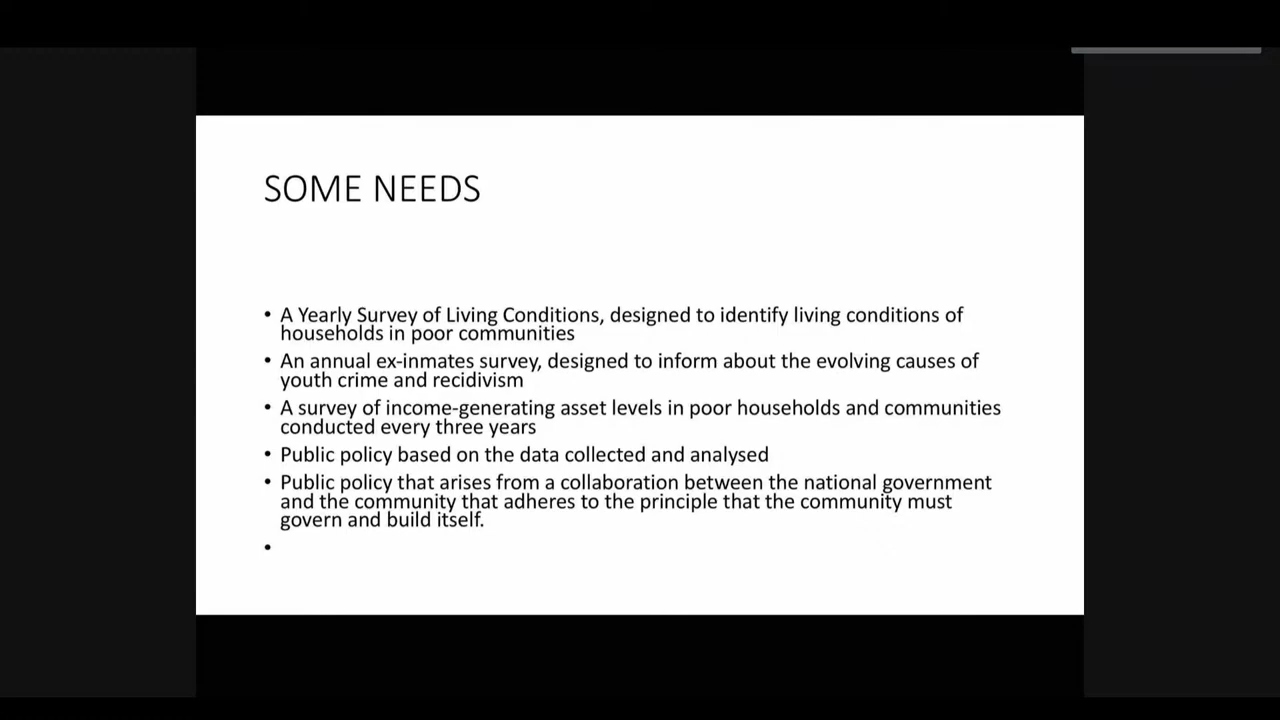 SOME NEEDS
• A Yearly Survey of Living Conditions, designed to identify living conditions of
households in poor communities
• An annual ex-inmates survey, designed to inform about the evolving causes of
youth crime and recidivism
• A survey of income-generating asset levels in poor households and communities
conducted every three years
• Public policy based on the data collected and analysed
• Public policy that arises from a collaboration between the national government
and the community that adheres to the principle that the community must
govern and build itself.
•